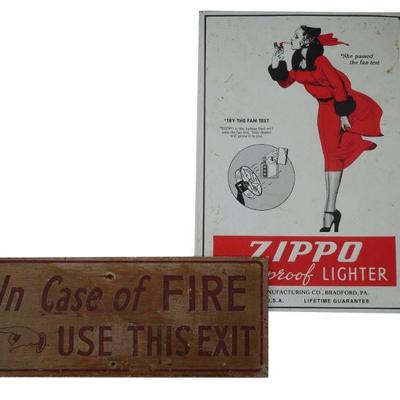 "She passed
the fan test
"TRY THE FAN TEST
ZIPPO
proof LIGHTER
MANUFACTURING CO., BRADFORD, PA.
U.S.A. LIFETIME GUARANTEE
In Case of FIRE
USE THIS EXIT